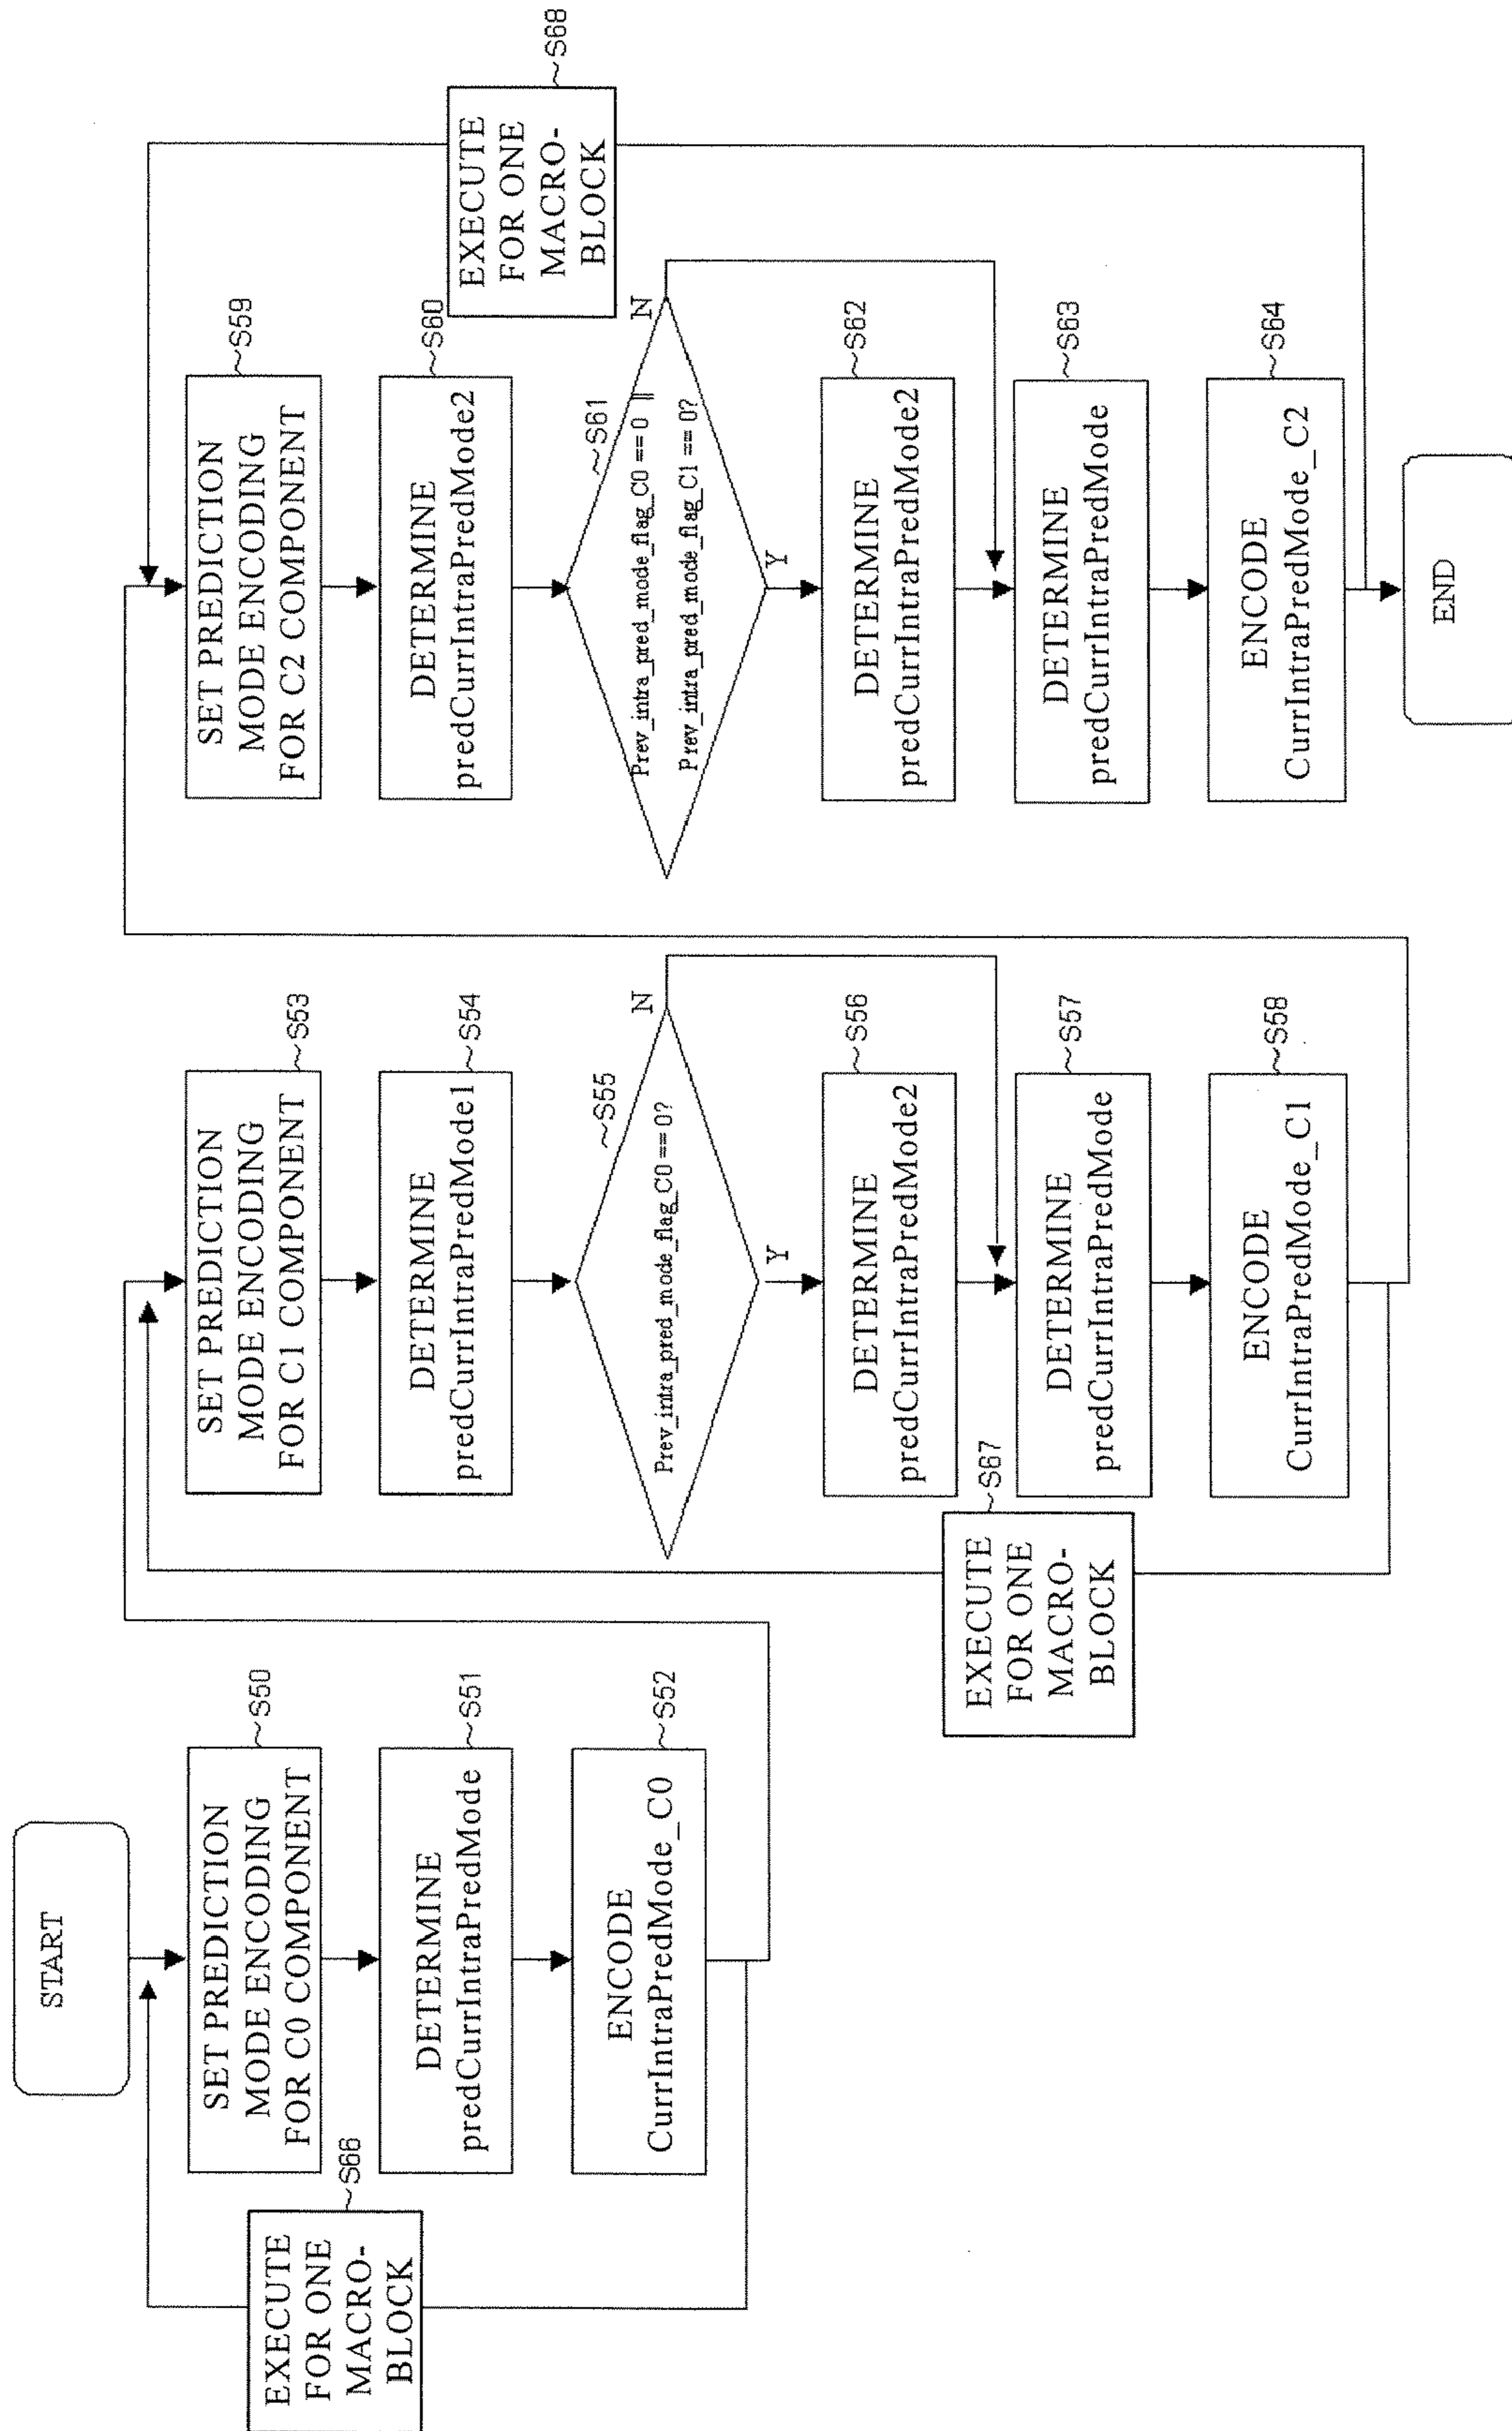 START
SET PREDICTION
MODE ENCODING
FOR C0 COMPONENT
~S50
DETERMINE
predCurrIntraPredMode
~S51
ENCODE
CurrIntraPredMode_C0
~S52
EXECUTE
FOR ONE
MACRO-
BLOCK
~S66
SET PREDICTION
MODE ENCODING
FOR C1 COMPONENT
~S53
DETERMINE
predCurrIntraPredMode1
~S54
Prev_intra_pred_mode_flag_C0 == 0?
~S55
N
Y
DETERMINE
predCurrIntraPredMode2
~S56
DETERMINE
predCurrIntraPredMode
~S57
ENCODE
CurrIntraPredMode_C1
~S58
EXECUTE
FOR ONE
MACRO-
BLOCK
~S67
SET PREDICTION
MODE ENCODING
FOR C2 COMPONENT
~S59
DETERMINE
predCurrIntraPredMode2
~S60
Prev_intra_pred_mode_flag_C0 == 0 ||
Prev_intra_pred_mode_flag_C1 == 0?
~S61
N
Y
DETERMINE
predCurrIntraPredMode2
~S62
DETERMINE
predCurrIntraPredMode
~S63
ENCODE
CurrIntraPredMode_C2
~S64
EXECUTE
FOR ONE
MACRO-
BLOCK
~S68
END